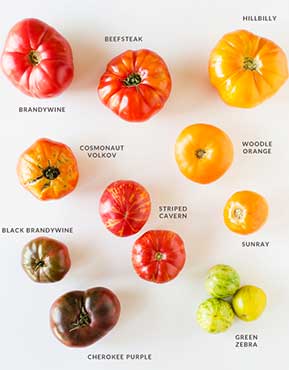 HILLBILLY
BEEFSTEAK
BRANDYWINE
COSMONAUT
VOLKOV
WOODLE
ORANGE
STRIPED
CAVERN
BLACK BRANDYWINE
SUNRAY
CHEROKEE PURPLE
GREEN
ZEBRA